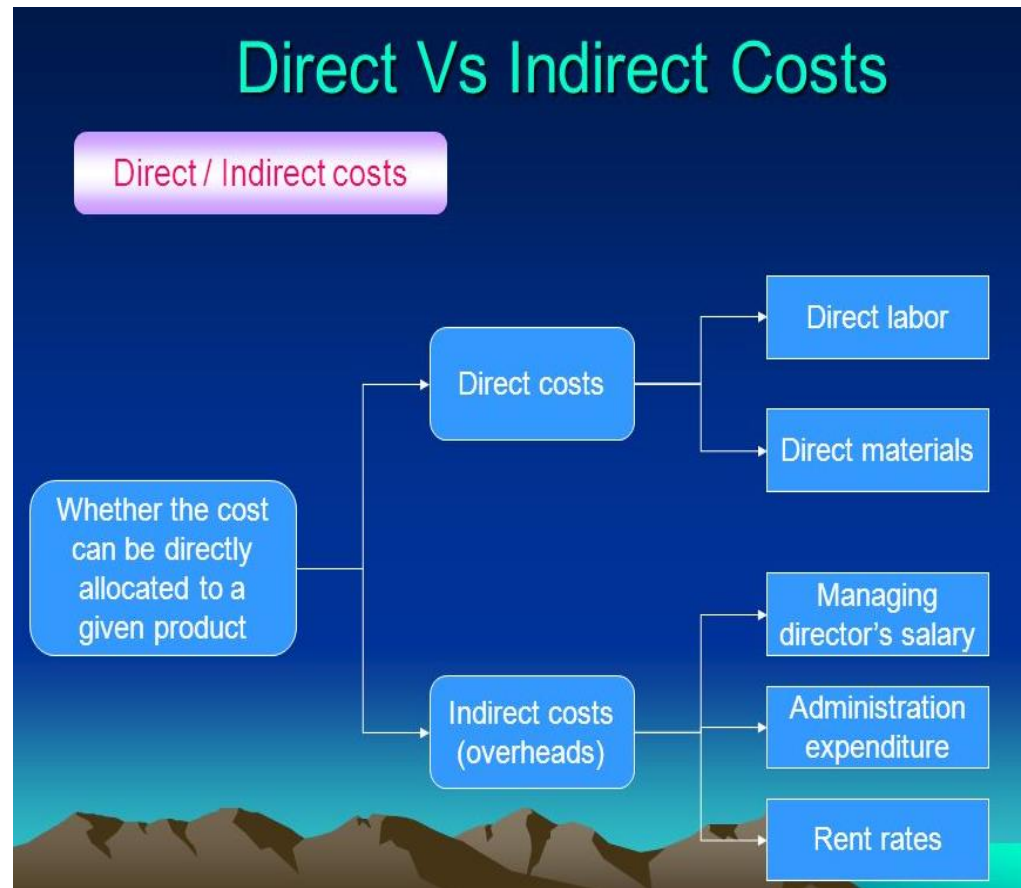 Direct Vs Indirect Costs
Direct / Indirect costs
Whether the cost
can be directly
allocated to a
given product
Direct costs
Direct labor
Direct materials
Indirect costs
(overheads)
Managing
director’s salary
Administration
expenditure
Rent rates